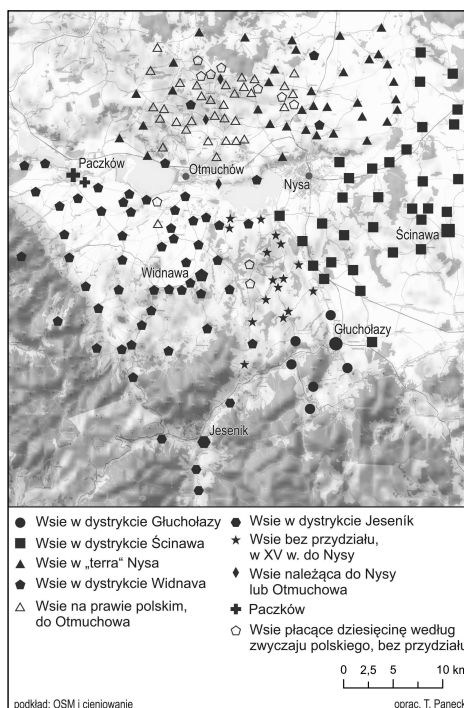 Paczków
Otmuchów
Nysa
Ścinawa
Widnawa
Głuchołazy
Jesenik
Wsie w dystrykcie Głuchołazy
Wsie w dystrykcie Ścinawa
Wsie w „terra” Nysa
Wsie w dystrykcie Widnava
Wsie na prawie polskim,
do Otmuchowa
Wsie w dystrykcie Jeseník
Wsie bez przydziału,
w XV w. do Nysy
Wsie należąca do Nysy
lub Otmuchowa
Paczków
Wsie płacące dziesięcinę według
zwyczaju polskiego, bez przydziału
0 2,5 5 10 km
podkład: OSM i cieniowanie
oprac. T. Panecki